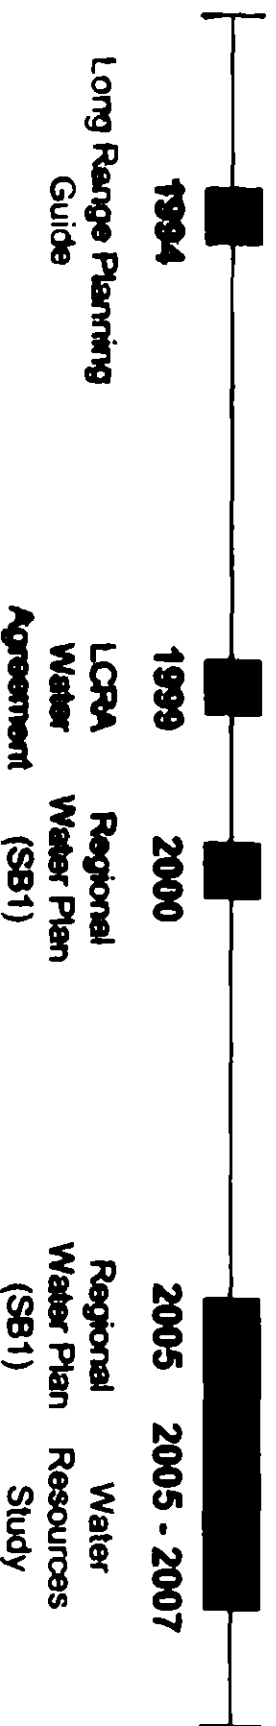 1994
Long Range Planning
Guide
1999
LCRA
Water
Agreement
2000
Regional
Water Plan
(SB1)
2005
Regional
Water Plan
(SB1)
2005 - 2007
Water
Resources
Study